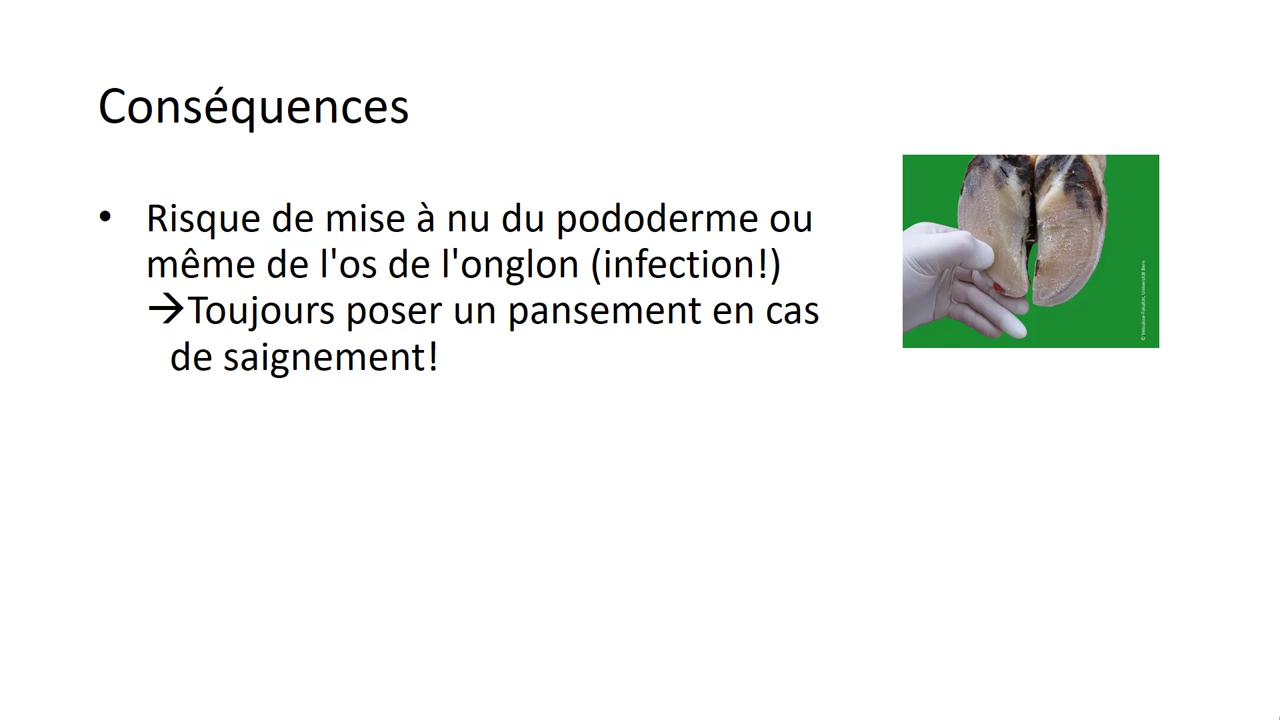 Conséquences
• Risque de mise à nu du pododerme ou
même de l'os de l'onglon (infection!)
→Toujours poser un pansement en cas
de saignement!